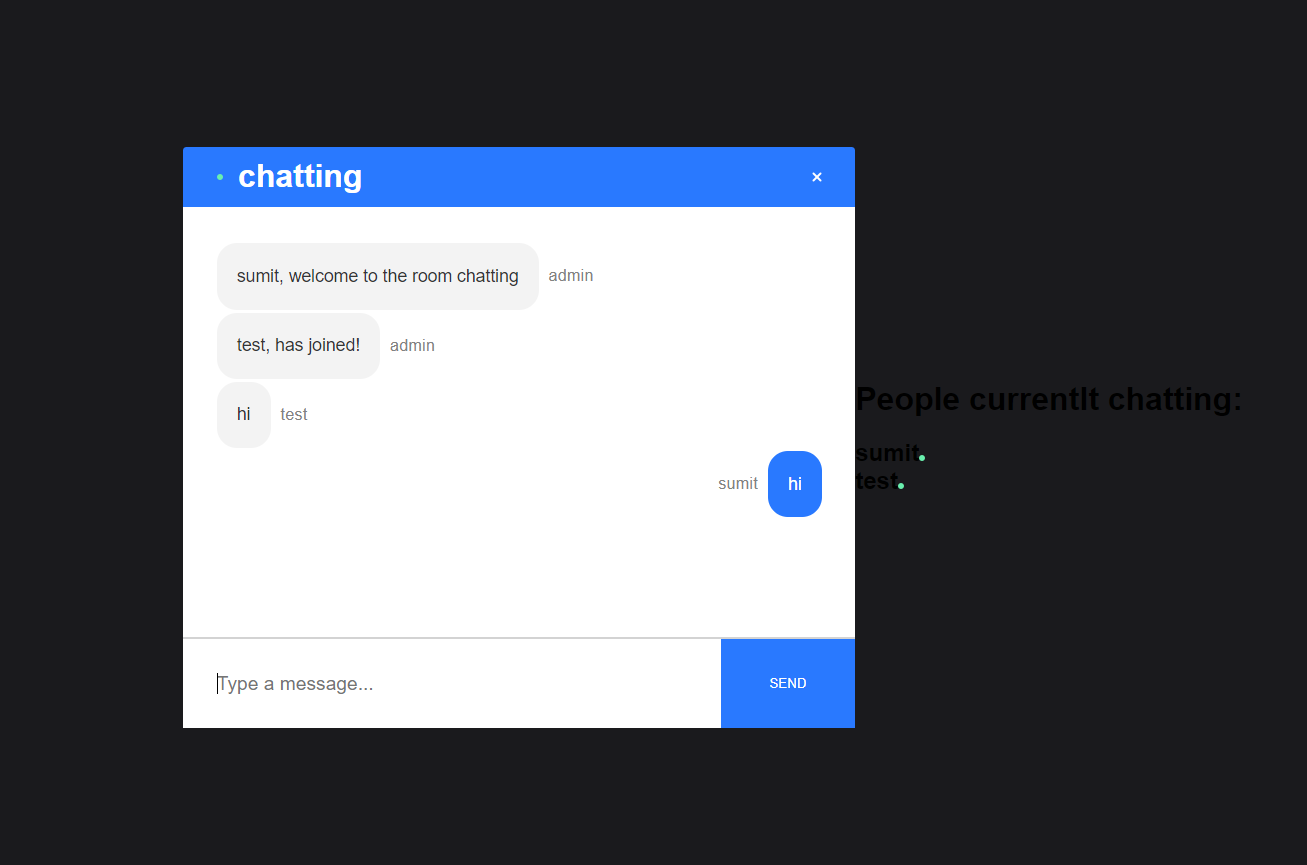 chatting ×
sumit, welcome to the room chatting admin
test, has joined! admin
hi test
sumit hi
Type a message...
SEND
People currentlt chatting:
sumit
test